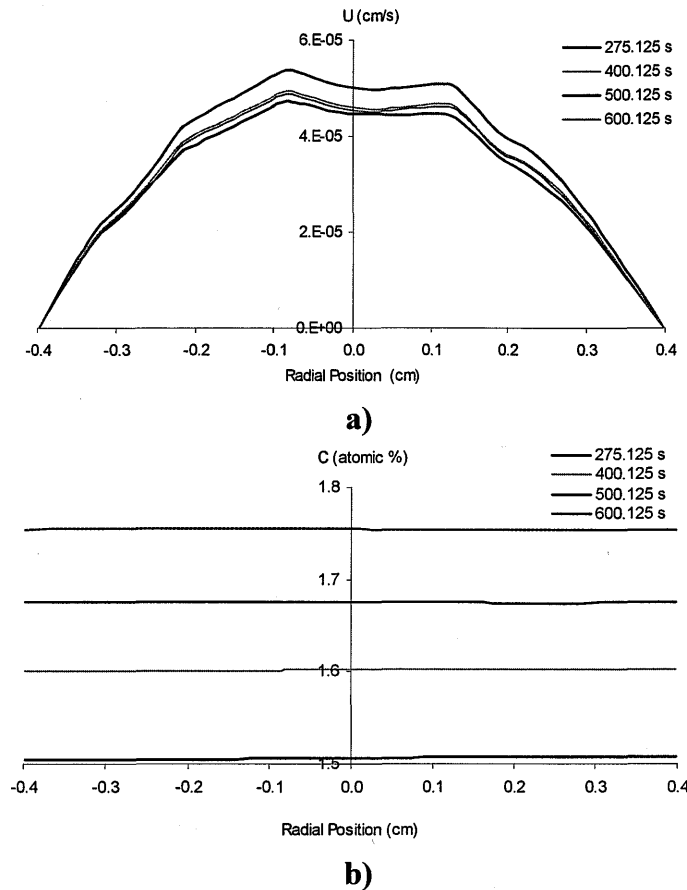 U (cm/s)
6.E-05
4.E-05
2.E-05
0.E+00
275.125 s
400.125 s
500.125 s
600.125 s
-0.4 -0.3 -0.2 -0.1 0.0 0.1 0.2 0.3 0.4
Radial Position (cm)
a)
C (atomic %)
275.125 s
400.125 s
500.125 s
600.125 s
1.8
1.7
1.6
1.5
-0.4 -0.3 -0.2 -0.1 0.0 0.1 0.2 0.3 0.4
Radial Position (cm)
b)